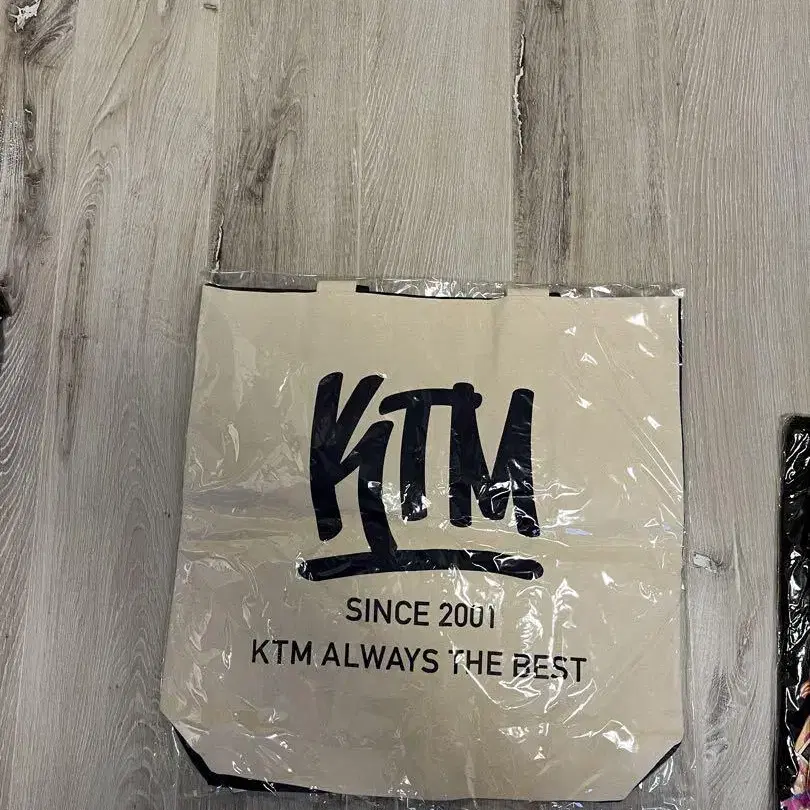 KTM
SINCE 2001
KTM ALWAYS THE BEST